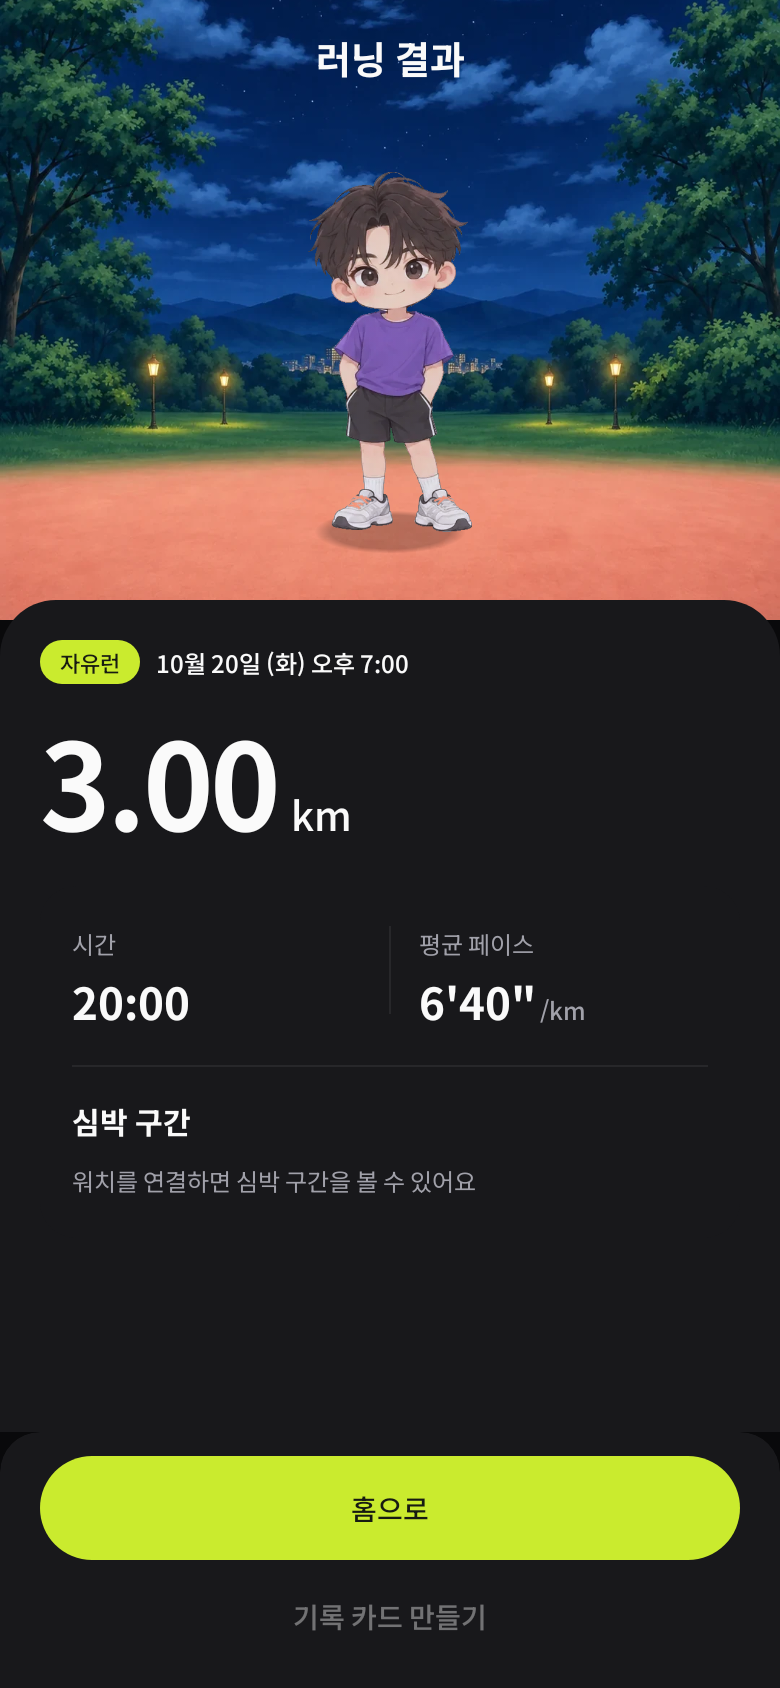 러닝 결과
자유런 10월 20일 (화) 오후 7:00
3.00 km
시간 평균 페이스
20:00 6'40"/km
심박 구간
워치를 연결하면 심박 구간을 볼 수 있어요
홈으로
기록 카드 만들기